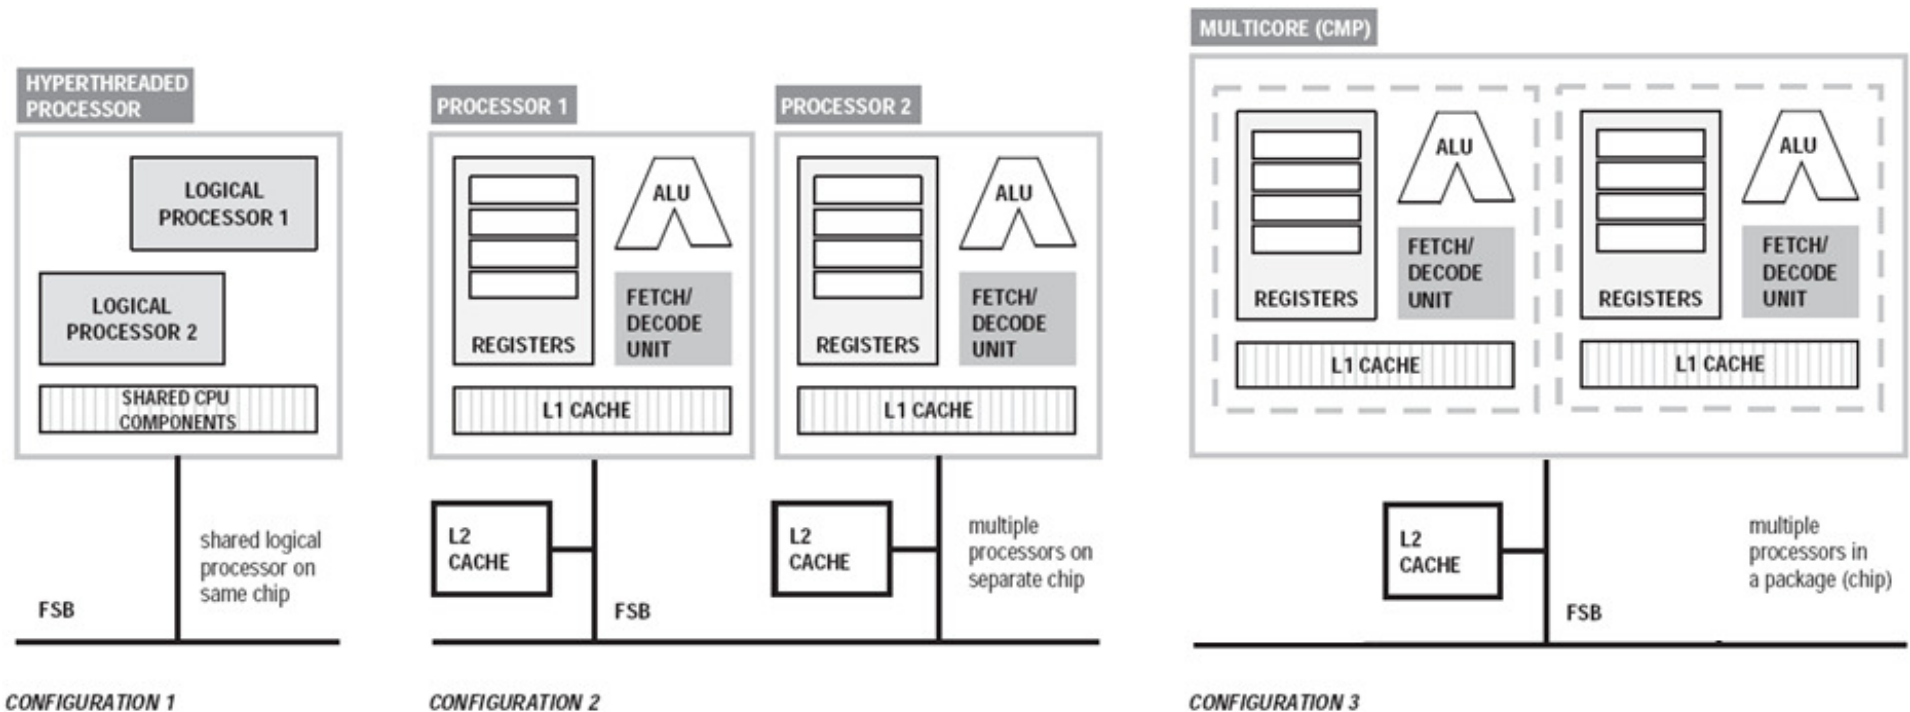 HYPERTHREADED
PROCESSOR
LOGICAL
PROCESSOR 1
LOGICAL
PROCESSOR 2
SHARED CPU
COMPONENTS
shared logical
processor on
same chip
FSB
CONFIGURATION 1
PROCESSOR 1
REGISTERS
ALU
FETCH/
DECODE
UNIT
L1 CACHE
L2
CACHE
PROCESSOR 2
REGISTERS
ALU
FETCH/
DECODE
UNIT
L1 CACHE
L2
CACHE
multiple
processors on
separate chip
FSB
CONFIGURATION 2
MULTICORE (CMP)
REGISTERS
ALU
FETCH/
DECODE
UNIT
L1 CACHE
REGISTERS
ALU
FETCH/
DECODE
UNIT
L1 CACHE
L2
CACHE
multiple
processors in
a package (chip)
FSB
CONFIGURATION 3